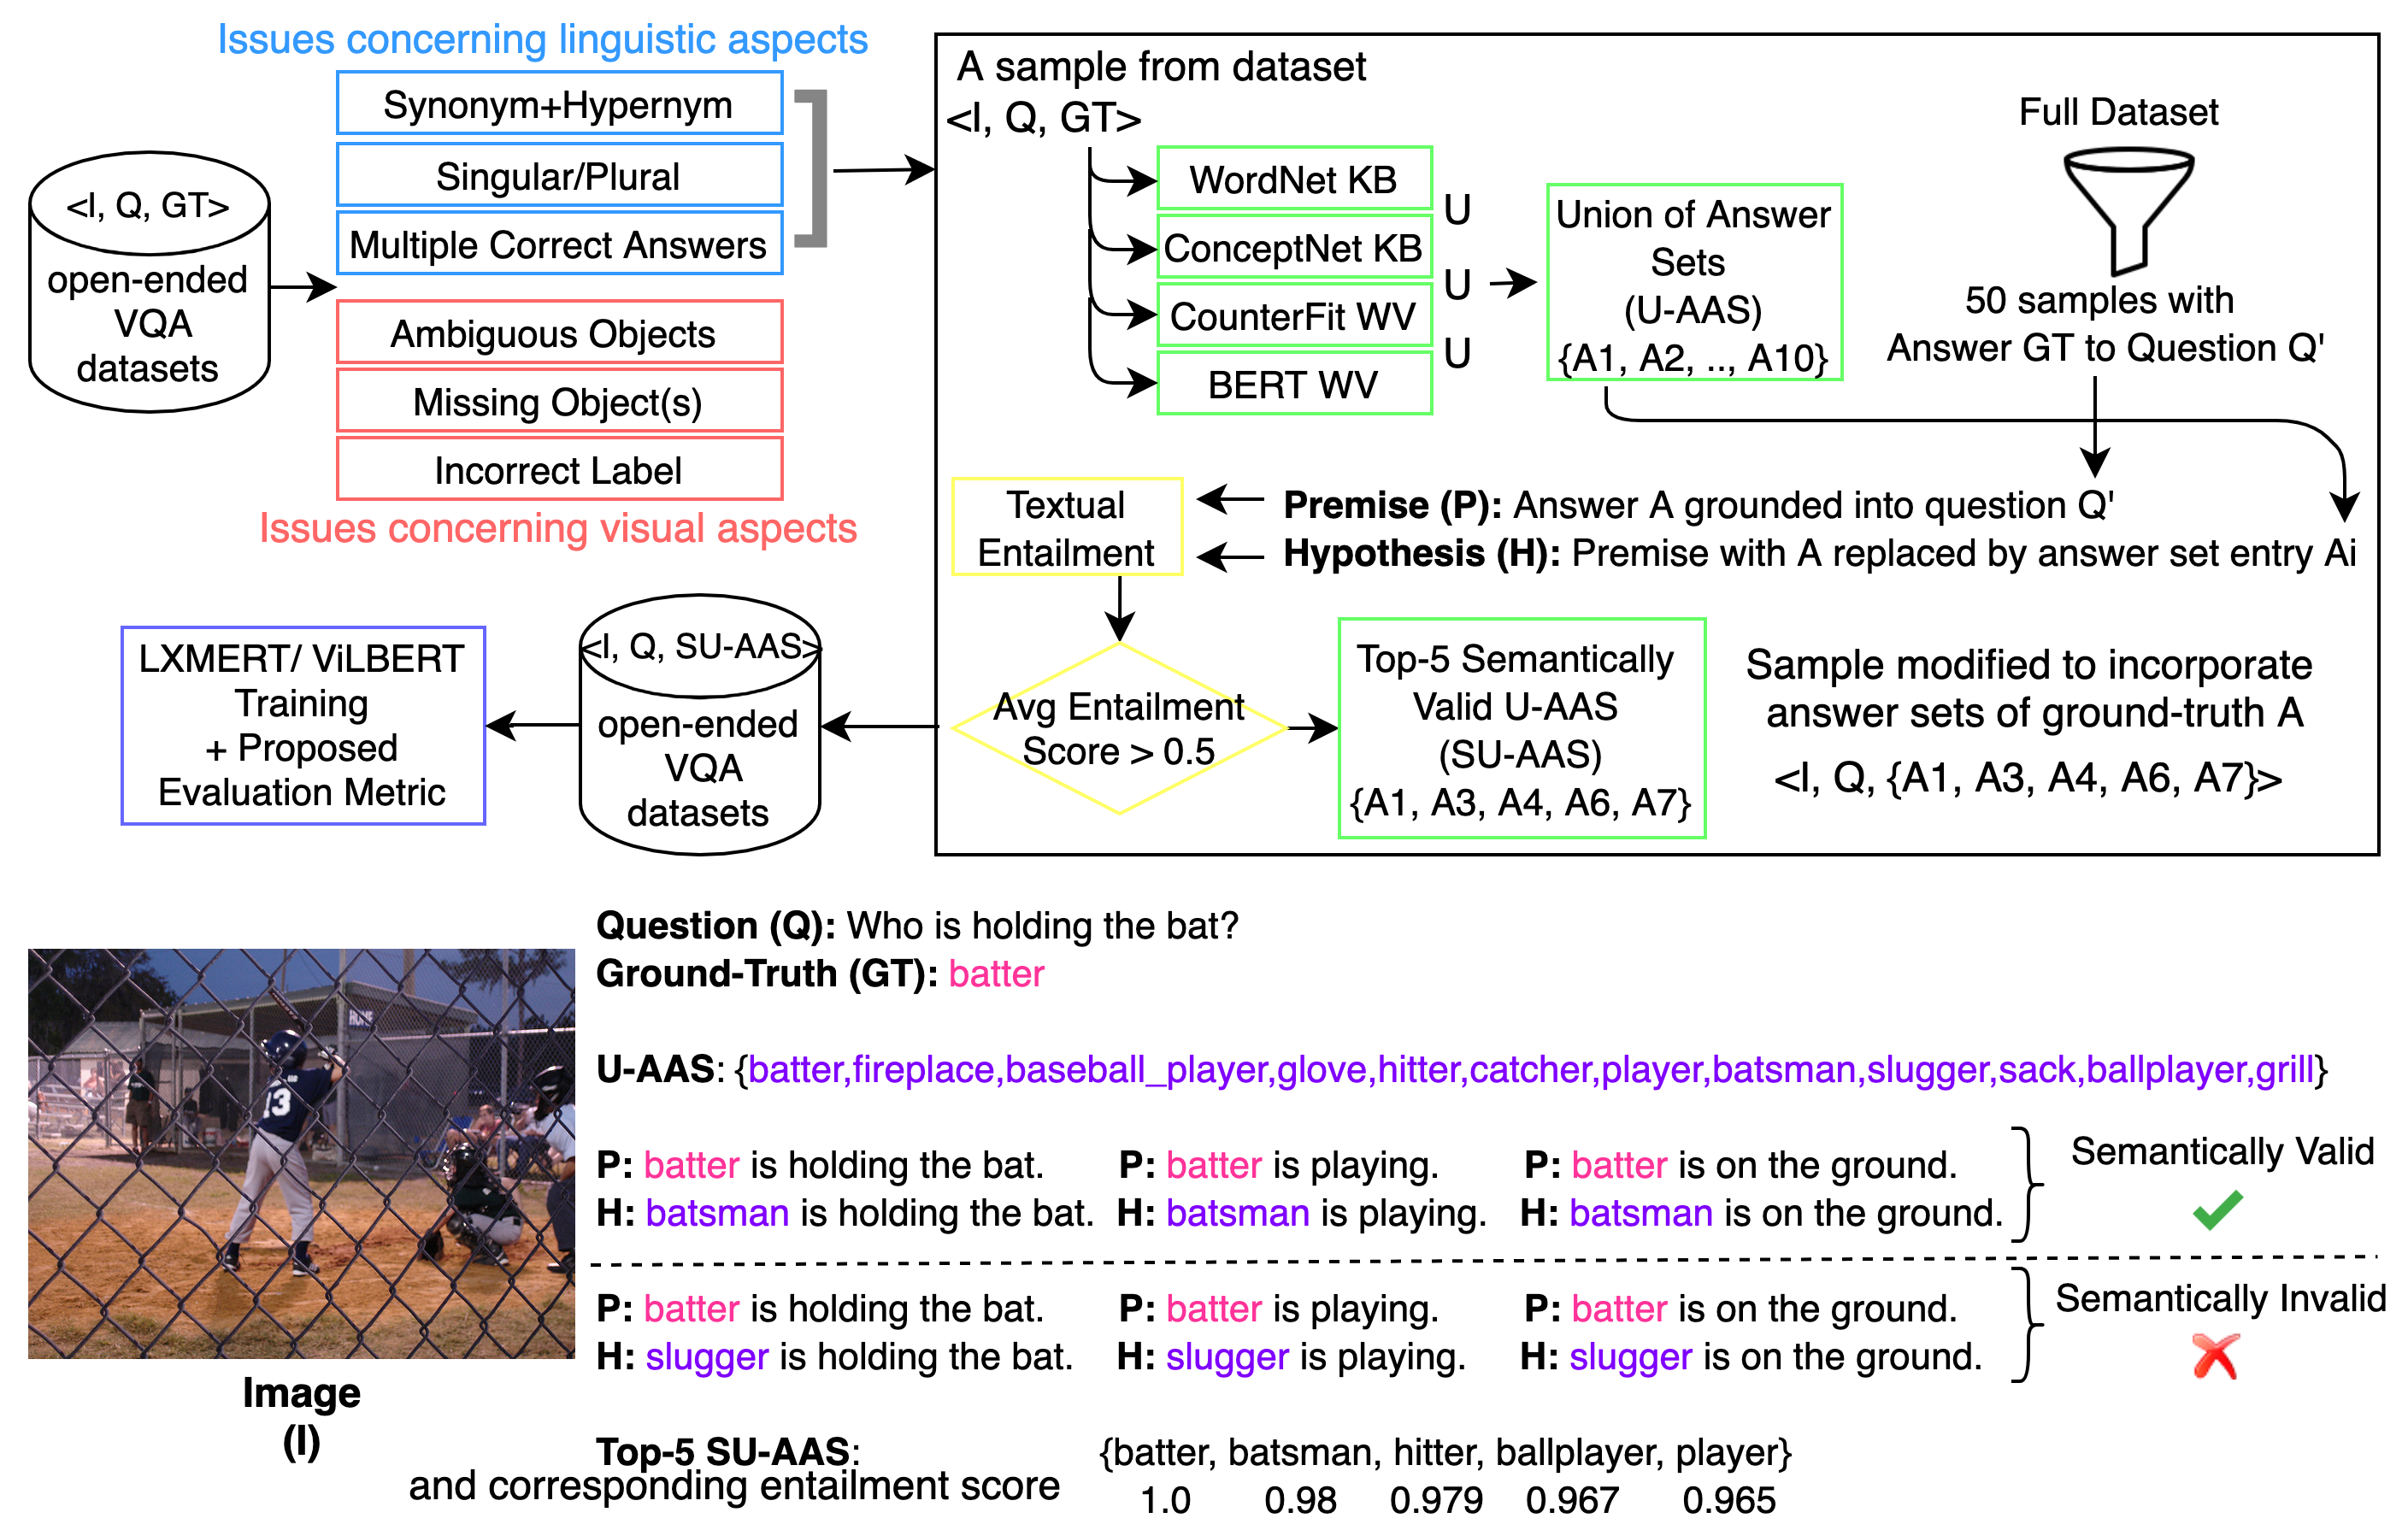 Issues concerning linguistic aspects
Synonym+Hypernym
Singular/Plural
Multiple Correct Answers
<I, Q, GT>
open-ended
VQA
datasets
Ambiguous Objects
Missing Object(s)
Incorrect Label
Issues concerning visual aspects
A sample from dataset
<I, Q, GT>
WordNet KB
U
ConceptNet KB
U
CounterFit WV
U
BERT WV
Union of Answer
Sets
(U-AAS)
{A1, A2, .., A10}
Full Dataset
50 samples with
Answer GT to Question Q'
Textual
Entailment
Premise (P): Answer A grounded into question Q'
Hypothesis (H): Premise with A replaced by answer set entry Ai
Avg Entailment
Score > 0.5
Top-5 Semantically
Valid U-AAS
(SU-AAS)
{A1, A3, A4, A6, A7}
Sample modified to incorporate
answer sets of ground-truth A
<I, Q, {A1, A3, A4, A6, A7}>
<I, Q, SU-AAS>
open-ended
VQA
datasets
LXMERT/ ViLBERT
Training
+ Proposed
Evaluation Metric
Question (Q): Who is holding the bat?
Ground-Truth (GT): batter
U-AAS: {batter,fireplace,baseball_player,glove,hitter,catcher,player,batsman,slugger,sack,ballplayer,grill}
P: batter is holding the bat. P: batter is playing. P: batter is on the ground.
H: batsman is holding the bat. H: batsman is playing. H: batsman is on the ground.
Semantically Valid
P: batter is holding the bat. P: batter is playing. P: batter is on the ground.
H: slugger is holding the bat. H: slugger is playing. H: slugger is on the ground.
Semantically Invalid
HOME
13
Image
(I)
Top-5 SU-AAS: {batter, batsman, hitter, ballplayer, player}
and corresponding entailment score 1.0 0.98 0.979 0.967 0.965